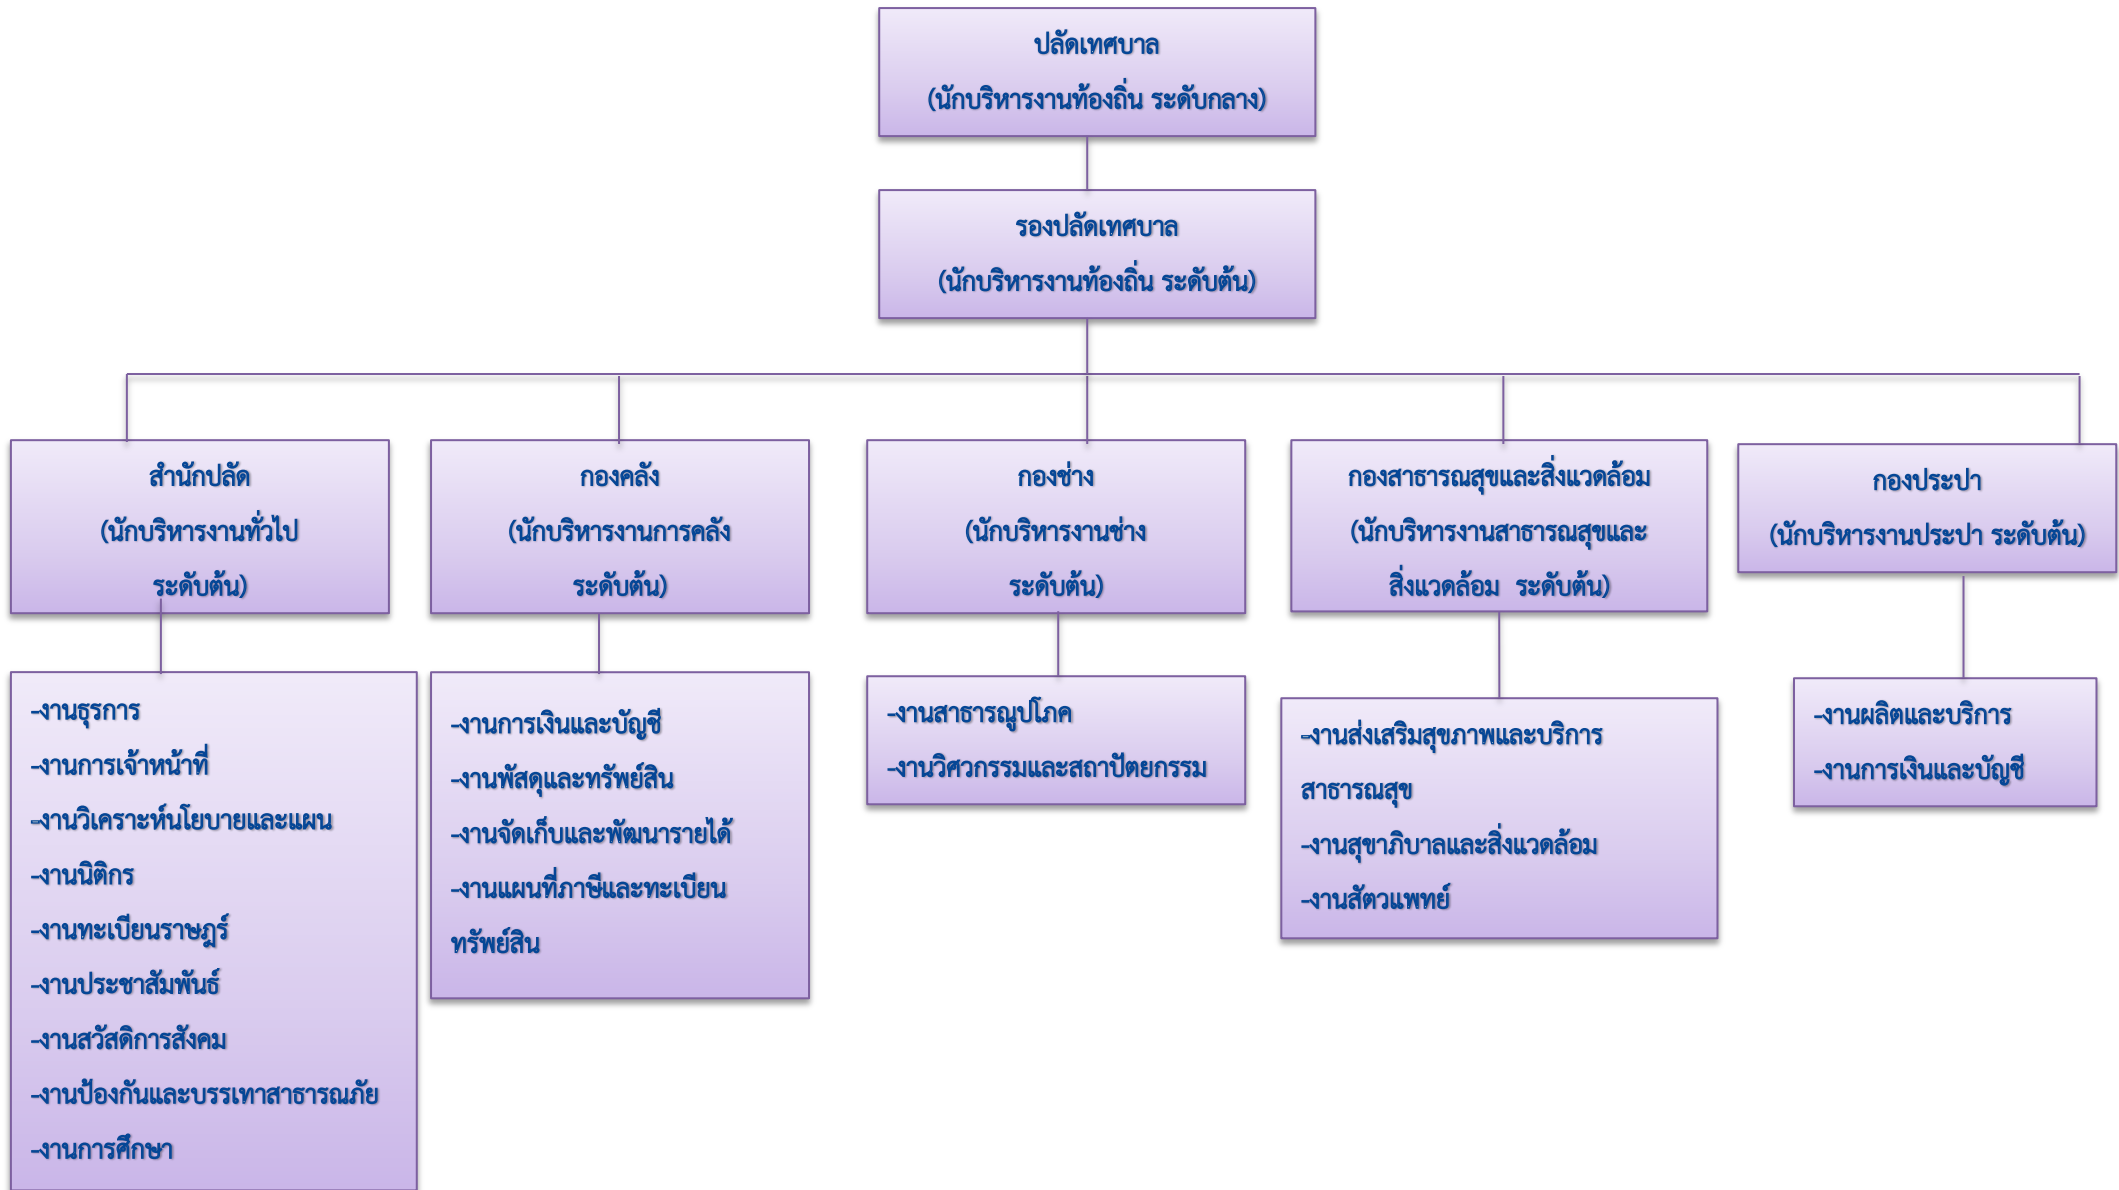 ปลัดเทศบาล
(นักบริหารงานท้องถิ่น ระดับกลาง)
รองปลัดเทศบาล
(นักบริหารงานท้องถิ่น ระดับต้น)
สำนักปลัด
(นักบริหารงานทั่วไป
ระดับต้น)
กองคลัง
(นักบริหารงานการคลัง
ระดับต้น)
กองช่าง
(นักบริหารงานช่าง
ระดับต้น)
กองสาธารณสุขและสิ่งแวดล้อม
(นักบริหารงานสาธารณสุขและ
สิ่งแวดล้อม ระดับต้น)
กองประปา
(นักบริหารงานประปา ระดับต้น)
-งานธุรการ
-งานการเจ้าหน้าที่
-งานวิเคราะห์นโยบายและแผน
-งานนิติกร
-งานทะเบียนราษฎร์
-งานประชาสัมพันธ์
-งานสวัสดิการสังคม
-งานป้องกันและบรรเทาสาธารณภัย
-งานการศึกษา
-งานการเงินและบัญชี
-งานพัสดุและทรัพย์สิน
-งานจัดเก็บและพัฒนารายได้
-งานแผนที่ภาษีและทะเบียน
ทรัพย์สิน
-งานสาธารณูปโภค
-งานวิศวกรรมและสถาปัตยกรรม
-งานส่งเสริมสุขภาพและบริการ
สาธารณสุข
-งานสุขาภิบาลและสิ่งแวดล้อม
-งานสัตวแพทย์
-งานผลิตและบริการ
-งานการเงินและบัญชี